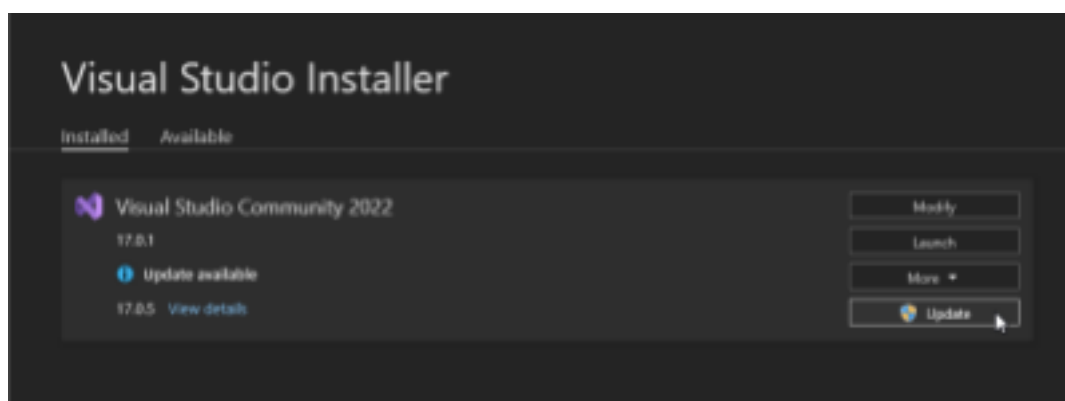 Visual Studio Installer
Installed Available
Visual Studio Community 2022
Modify
17.0.1
Launch
Update available
More
17.0.5 View details
Update